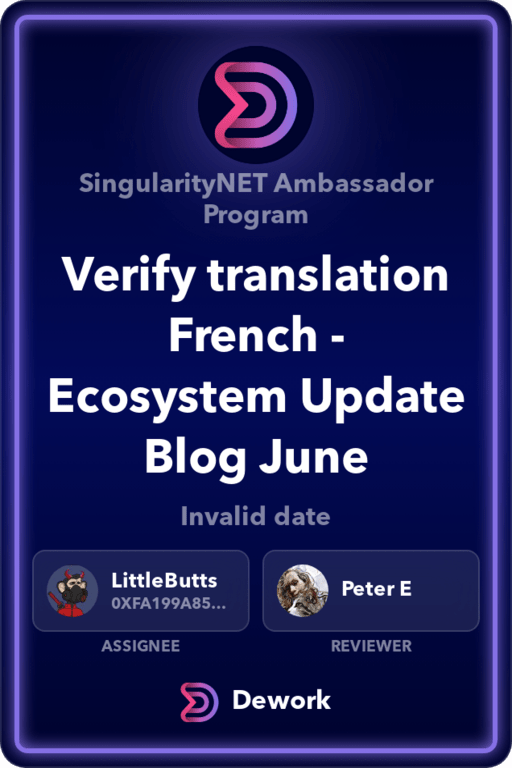 SingularityNET Ambassador
Program
Verify translation
French -
Ecosystem Update
Blog June
Invalid date
LittleButts
0XFA199A85...
Peter E
ASSIGNEE
REVIEWER
Dework